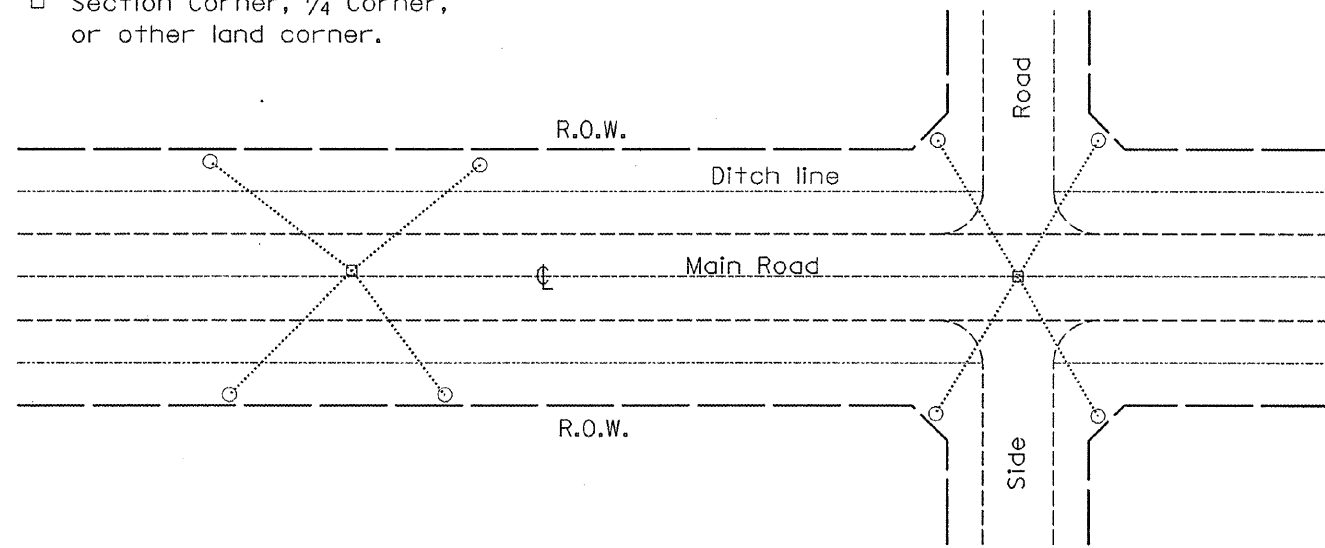 □ Section Corner, 1/4 Corner,
or other land corner.
R.O.W.
Road
Ditch line
Main Road
℄
R.O.W.
Side